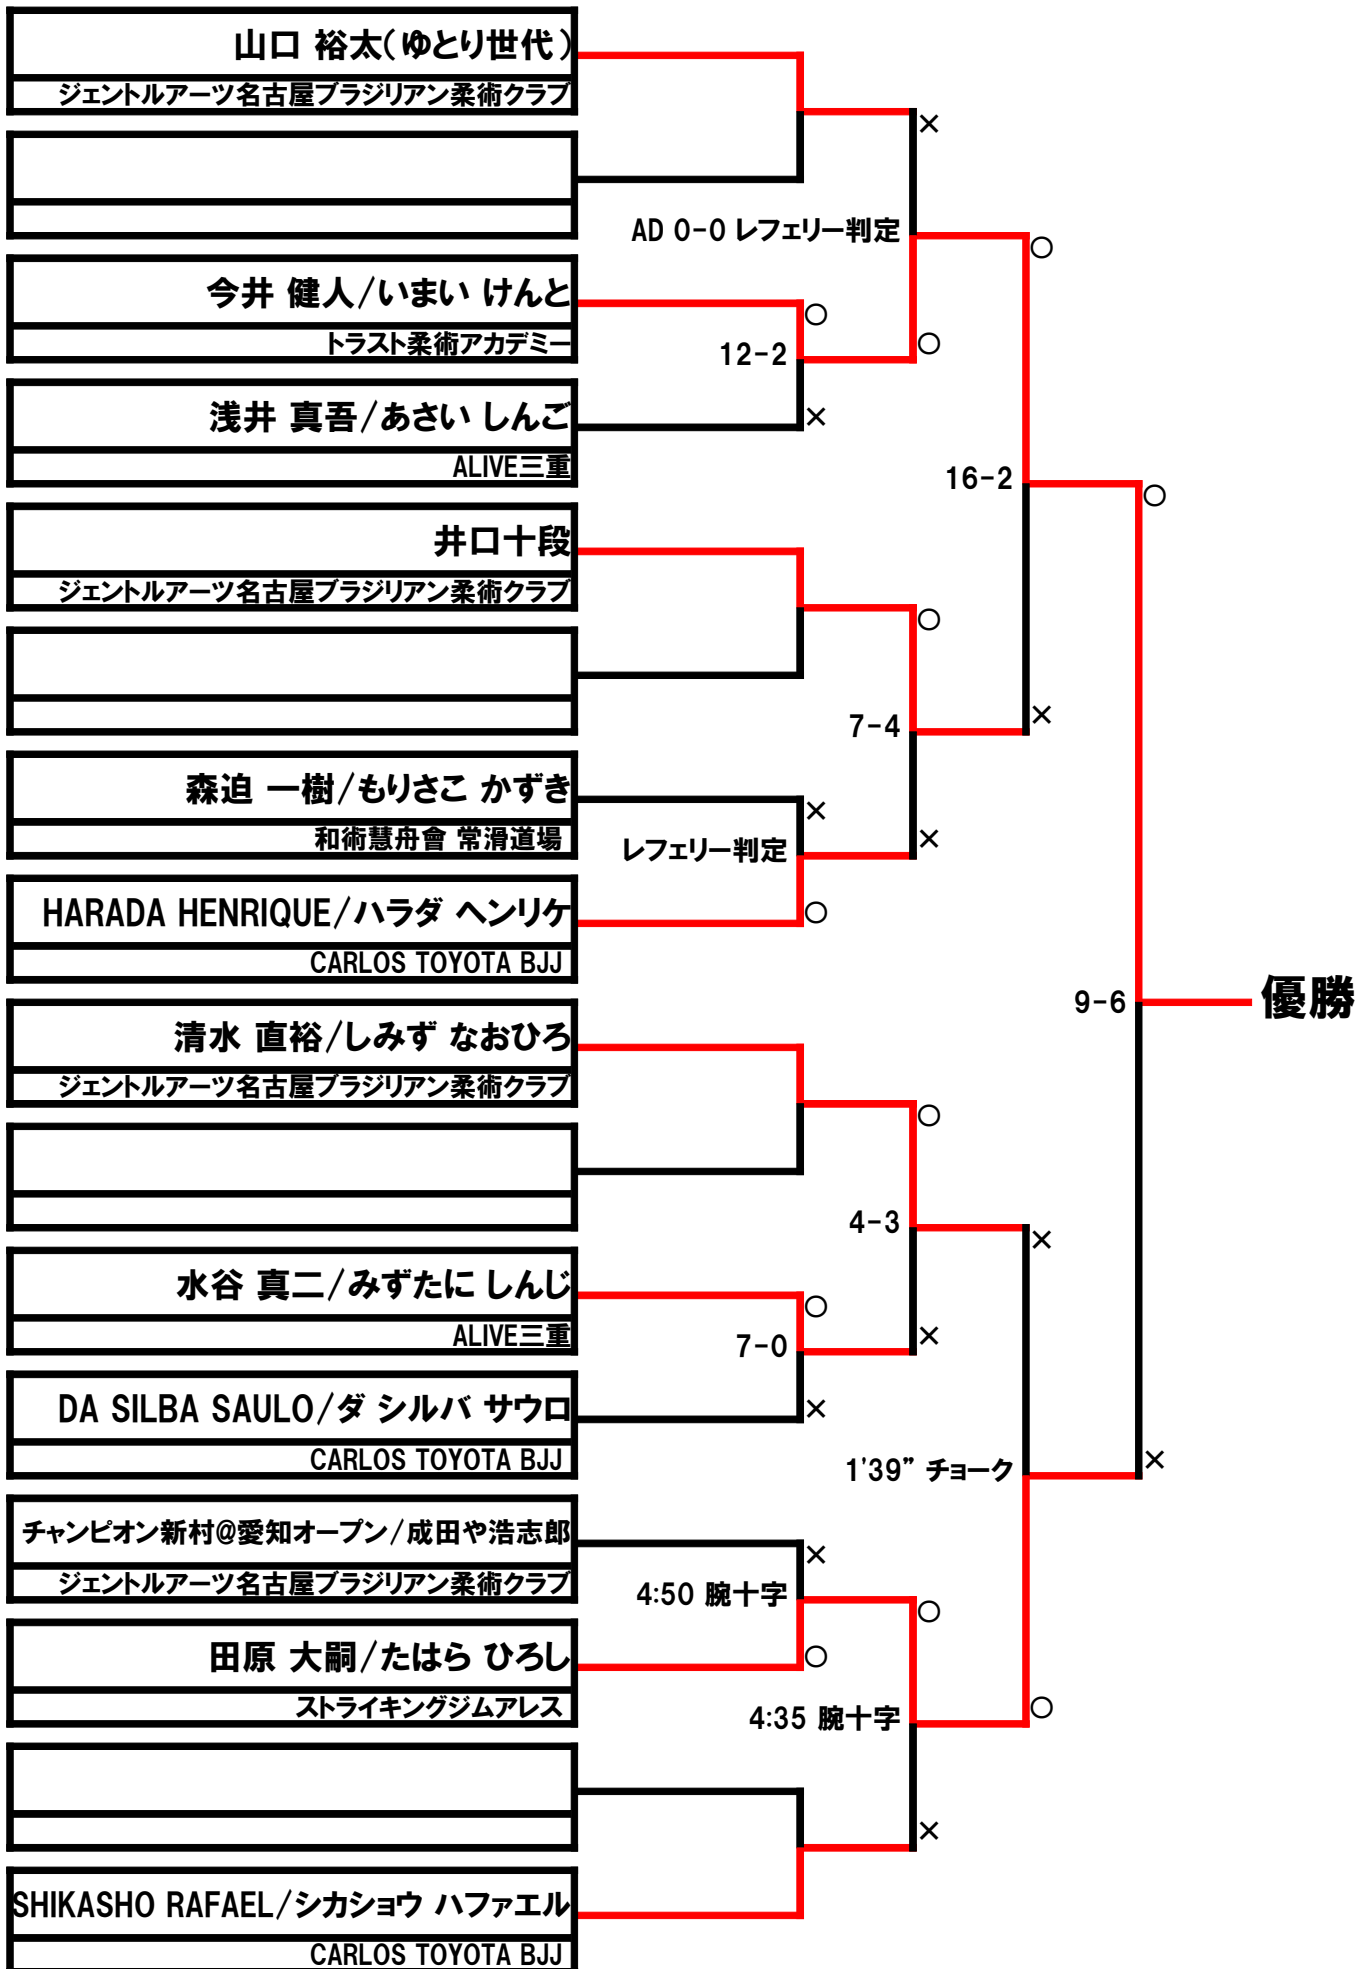 山口 裕太(ゆとり世代)
ジェントルアーツ名古屋ブラジリアン柔術クラブ
×
AD 0-0 レフェリー判定
○
今井 健人/いまい けんと
○
トラスト柔術アカデミー
12-2
○
浅井 真吾/あさい しんご
×
ALIVE三重
16-2
○
井口十段
ジェントルアーツ名古屋ブラジリアン柔術クラブ
○
7-4
×
森迫 一樹/もりさこ かずき
×
和術慧舟會 常滑道場
レフェリー判定
×
HARADA HENRIQUE/ハラダ ヘンリケ
○
CARLOS TOYOTA BJJ
9-6
優勝
清水 直裕/しみず なおひろ
ジェントルアーツ名古屋ブラジリアン柔術クラブ
○
4-3
×
水谷 真二/みずたに しんじ
○
ALIVE三重
7-0
×
DA SILBA SAULO/ダ シルバ サウロ
×
CARLOS TOYOTA BJJ
1'39” チョーク
×
チャンピオン新村@愛知オープン/成田や浩志郎
×
ジェントルアーツ名古屋ブラジリアン柔術クラブ
4:50 腕十字
○
田原 大嗣/たはら ひろし
○
ストライキングジムアレス
4:35 腕十字
○
×
SHIKASHO RAFAEL/シカショウ ハファエル
CARLOS TOYOTA BJJ